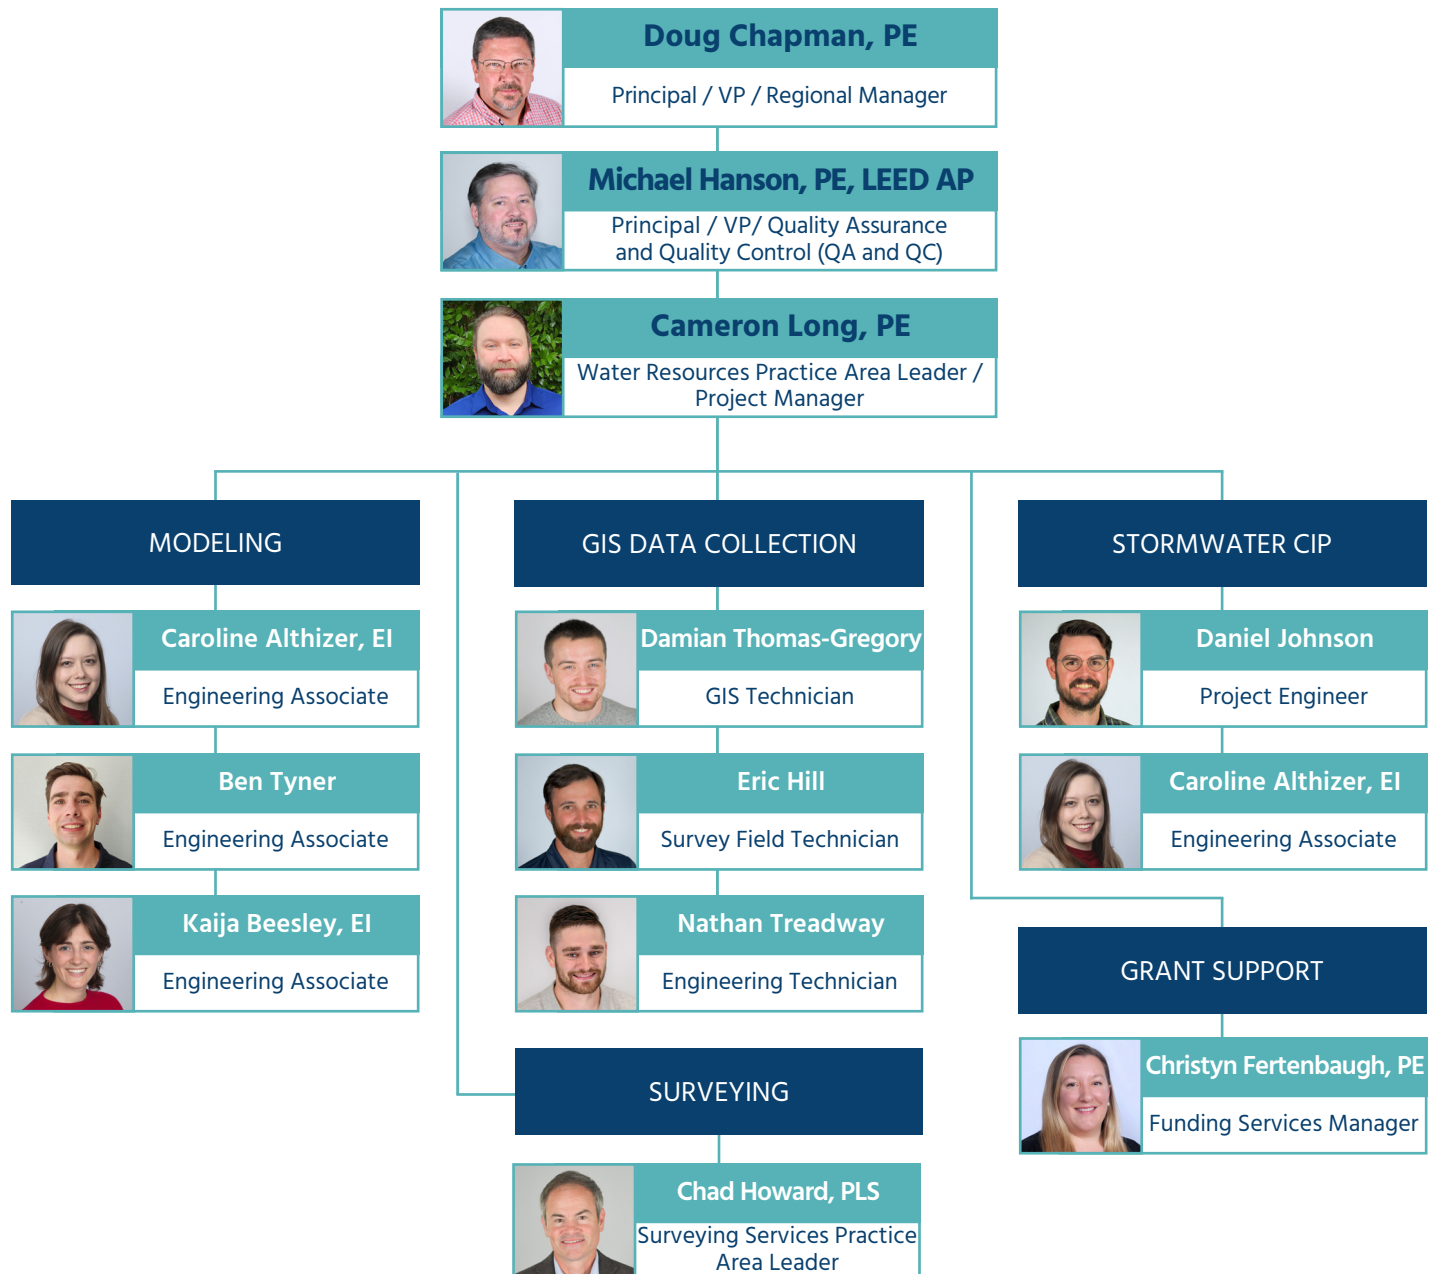 Doug Chapman, PE
Principal / VP / Regional Manager
Michael Hanson, PE, LEED AP
Principal / VP/ Quality Assurance
and Quality Control (QA and QC)
Cameron Long, PE
Water Resources Practice Area Leader /
Project Manager
MODELING
Caroline Althizer, EI
Engineering Associate
Ben Tyner
Engineering Associate
Kaija Beesley, EI
Engineering Associate
GIS DATA COLLECTION
Damian Thomas-Gregory
GIS Technician
Eric Hill
Survey Field Technician
Nathan Treadway
Engineering Technician
SURVEYING
Chad Howard, PLS
Surveying Services Practice
Area Leader
STORMWATER CIP
Daniel Johnson
Project Engineer
Caroline Althizer, EI
Engineering Associate
GRANT SUPPORT
Christyn Fertenbaugh, PE
Funding Services Manager